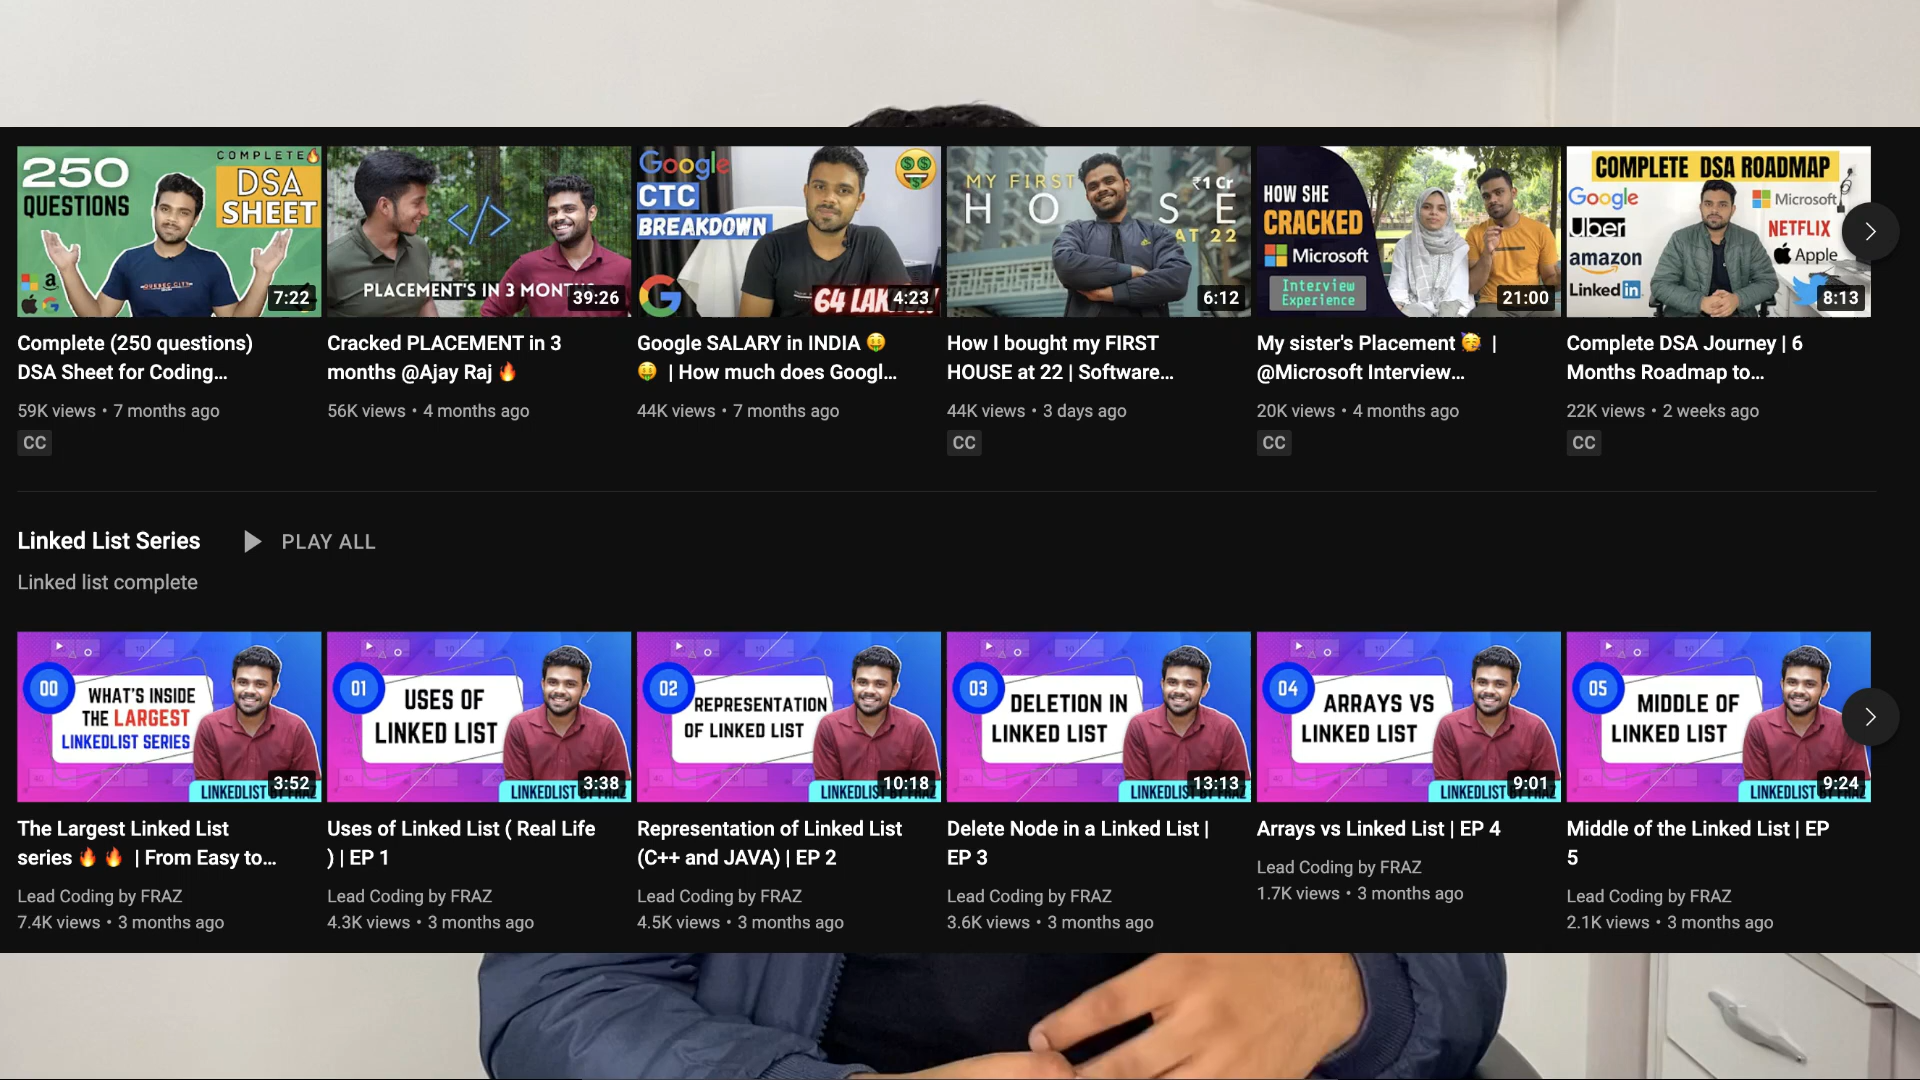 250
QUESTIONS
COMPLETE🔥
DSA
SHEET
7:22
PLACEMENT'S IN 3
39:26
Google
CTC
BREAKDOWN
64
4:23
MY FIRST
HOUSE
₹1 Cr
AT 22
6:12
HOW SHE
CRACKED
Microsoft
Interview
Experience
21:00
COMPLETE DSA ROADMAP
Google
Microsoft
Uber
NETFLIX
amazon
Apple
Linkedin
8:13
Complete (250 questions)
DSA Sheet for Coding...
59K views • 7 months ago
CC
Cracked PLACEMENT in 3
months @Ajay Raj 🔥
56K views • 4 months ago
Google SALARY in INDIA 🤑
🤑 | How much does Googl...
44K views • 7 months ago
How I bought my FIRST
HOUSE at 22 | Software...
44K views • 3 days ago
CC
My sister's Placement 🥳 |
@Microsoft Interview...
20K views • 4 months ago
CC
Complete DSA Journey | 6
Months Roadmap to...
22K views • 2 weeks ago
CC
Linked List Series
PLAY ALL
Linked list complete
00
WHAT'S INSIDE
THE LARGEST
LINKEDLIST SERIES
LINKEDLIST
3:52
01
USES OF
LINKED LIST
LINKEDLIST
3:38
02
REPRESENTATION
OF LINKED LIST
LINKEDLIST
10:18
03
DELETION IN
LINKED LIST
LINKEDLIST
13:13
04
ARRAYS VS
LINKED LIST
LINKEDLIST
9:01
05
MIDDLE OF
LINKED LIST
LINKEDLIST
9:24
The Largest Linked List
series 🔥 🔥 | From Easy to...
Lead Coding by FRAZ
7.4K views • 3 months ago
Uses of Linked List ( Real Life
) | EP 1
Lead Coding by FRAZ
4.3K views • 3 months ago
Representation of Linked List
(C++ and JAVA) | EP 2
Lead Coding by FRAZ
4.5K views • 3 months ago
Delete Node in a Linked List |
EP 3
Lead Coding by FRAZ
3.6K views • 3 months ago
Arrays vs Linked List | EP 4
Lead Coding by FRAZ
1.7K views • 3 months ago
Middle of the Linked List | EP
5
Lead Coding by FRAZ
2.1K views • 3 months ago